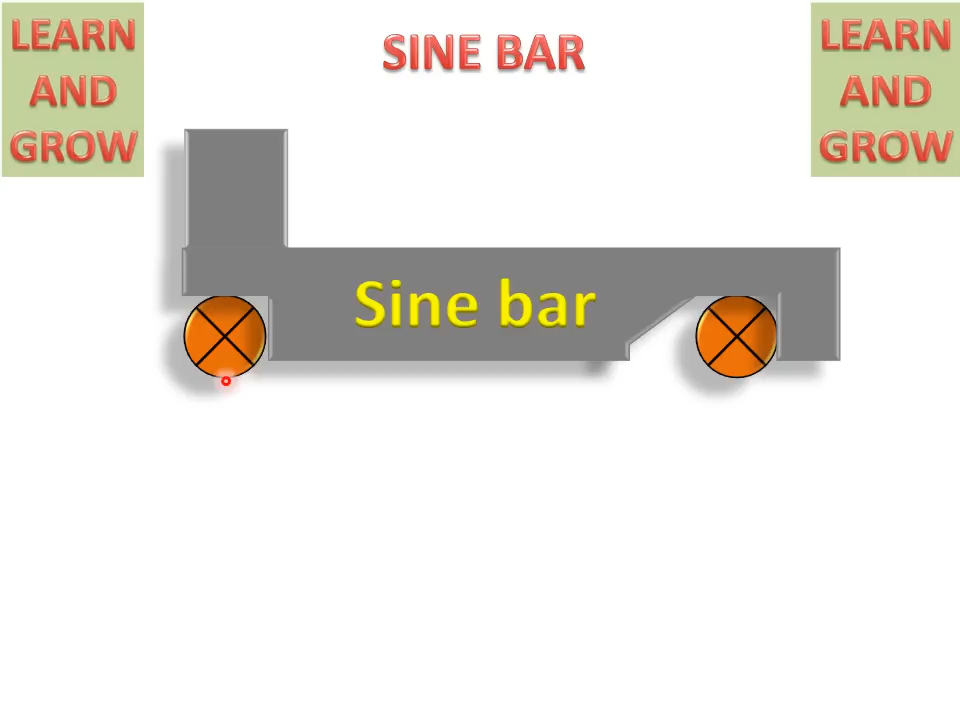 LEARN
AND
GROW
SINE BAR
LEARN
AND
GROW
Sine bar